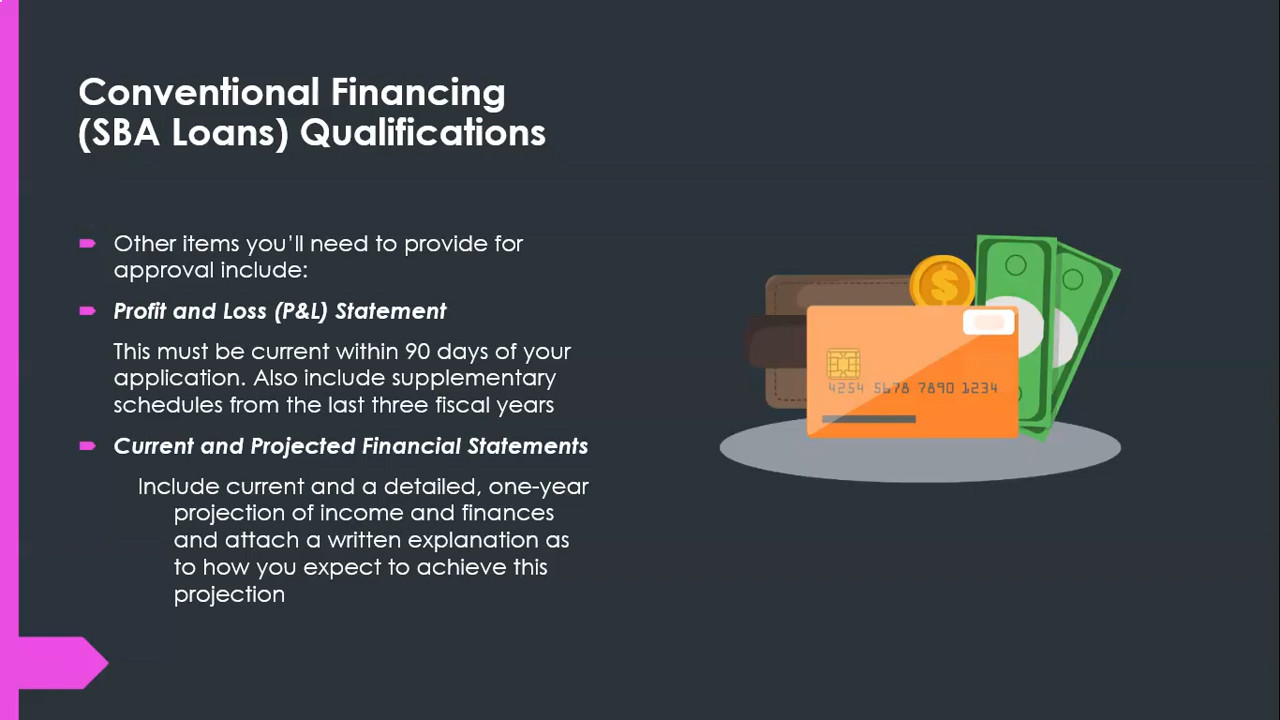 Conventional Financing
(SBA Loans) Qualifications
Other items you'll need to provide for
approval include:
Profit and Loss (P&L) Statement
This must be current within 90 days of your
application. Also include supplementary
schedules from the last three fiscal years
Current and Projected Financial Statements
Include current and a detailed, one-year
projection of income and finances
and attach a written explanation as
to how you expect to achieve this
projection
$
4254 5678 7890 1234